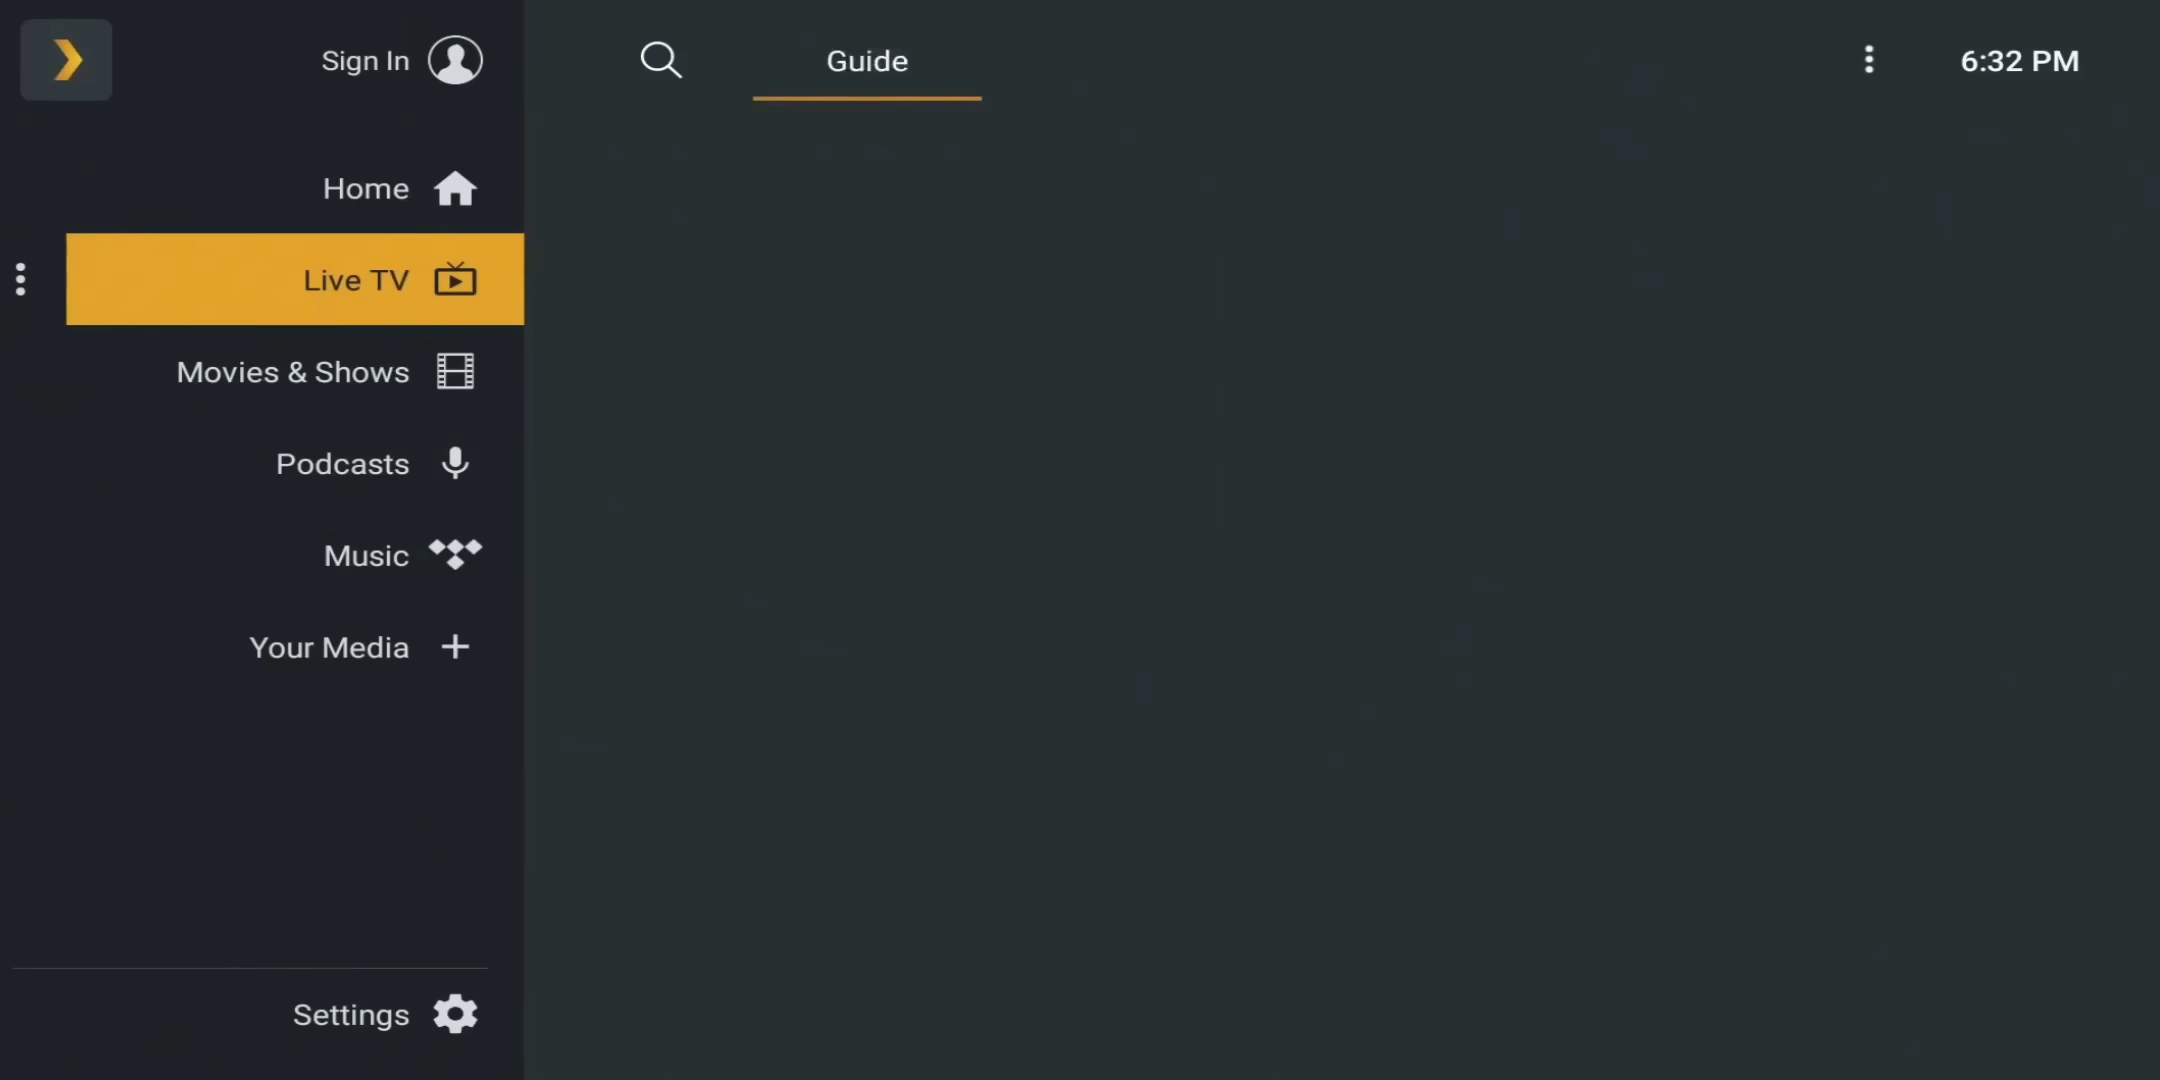 Sign In
Guide
6:32 PM
Home
Live TV
Movies & Shows
Podcasts
Music
Your Media
Settings